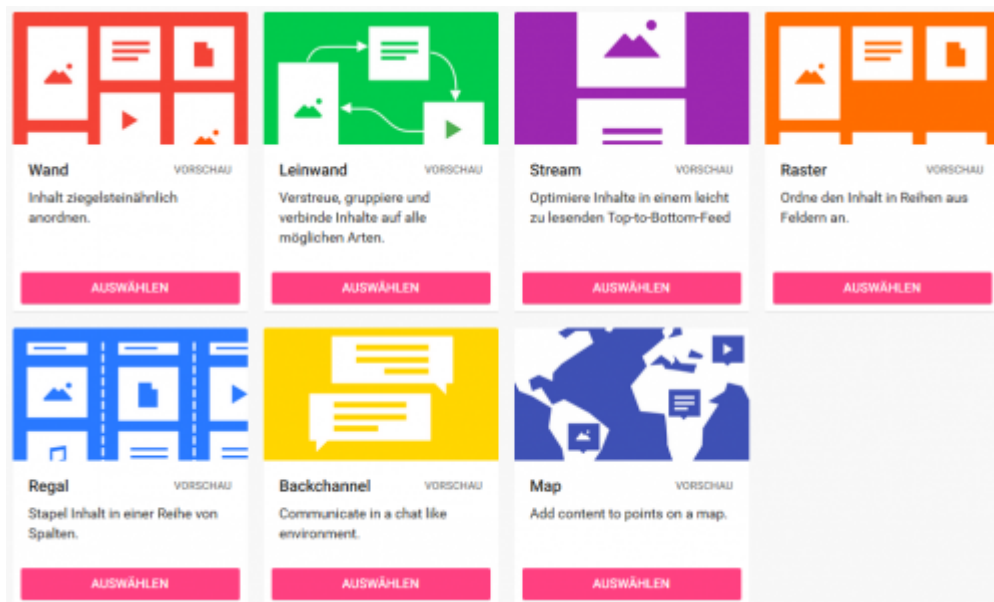 Wand VORSCHAU
Inhalt ziegelsteinähnlich
anordnen.
AUSWÄHLEN
Leinwand VORSCHAU
Verstreue, gruppiere und
verbinde Inhalte auf alle
möglichen Arten.
AUSWÄHLEN
Stream VORSCHAU
Optimiere Inhalte in einem leicht
zu lesenden Top-to-Bottom-Feed
AUSWÄHLEN
Raster VORSCHAU
Ordne den Inhalt in Reihen aus
Feldern an.
AUSWÄHLEN
Regal VORSCHAU
Stapel Inhalt in einer Reihe von
Spalten.
AUSWÄHLEN
Backchannel VORSCHAU
Communicate in a chat like
environment.
AUSWÄHLEN
Map VORSCHAU
Add content to points on a map.
AUSWÄHLEN